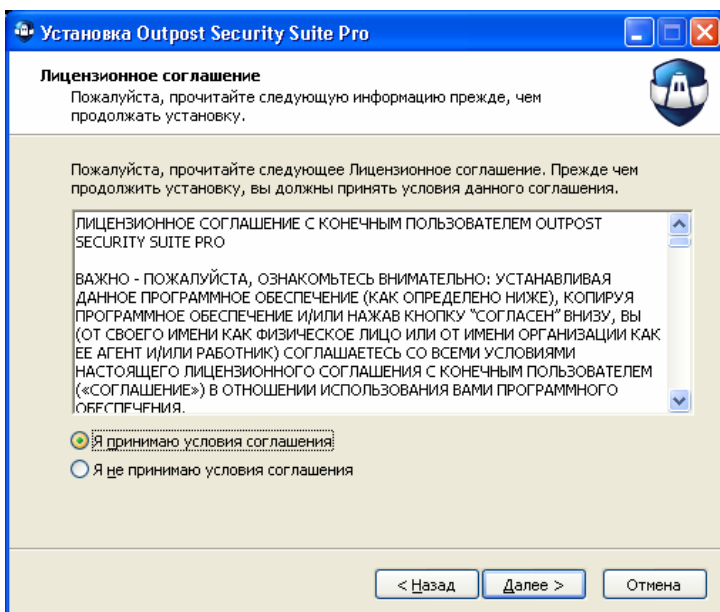 Установка Outpost Security Suite Pro
Лицензионное соглашение
Пожалуйста, прочитайте следующую информацию прежде, чем
продолжать установку.
Пожалуйста, прочитайте следующее Лицензионное соглашение. Прежде чем
продолжить установку, вы должны принять условия данного соглашения.
ЛИЦЕНЗИОННОЕ СОГЛАШЕНИЕ С КОНЕЧНЫМ ПОЛЬЗОВАТЕЛЕМ OUTPOST
SECURITY SUITE PRO
ВАЖНО - ПОЖАЛУЙСТА, ОЗНАКОМЬТЕСЬ ВНИМАТЕЛЬНО: УСТАНАВЛИВАЯ
ДАННОЕ ПРОГРАММНОЕ ОБЕСПЕЧЕНИЕ (КАК ОПРЕДЕЛЕНО НИЖЕ), КОПИРУЯ
ПРОГРАММНОЕ ОБЕСПЕЧЕНИЕ И/ИЛИ НАЖАВ КНОПКУ "СОГЛАСЕН" ВНИЗУ, ВЫ
(ОТ СВОЕГО ИМЕНИ КАК ФИЗИЧЕСКОЕ ЛИЦО ИЛИ ОТ ИМЕНИ ОРГАНИЗАЦИИ КАК
ЕЕ АГЕНТ И/ИЛИ РАБОТНИК) СОГЛАШАЕТЕСЬ СО ВСЕМИ УСЛОВИЯМИ
НАСТОЯЩЕГО ЛИЦЕНЗИОННОГО СОГЛАШЕНИЯ С КОНЕЧНЫМ ПОЛЬЗОВАТЕЛЕМ
(«СОГЛАШЕНИЕ») В ОТНОШЕНИИ ИСПОЛЬЗОВАНИЯ ВАМИ ПРОГРАММНОГО
ОБЕСПЕЧЕНИЯ.
Я принимаю условия соглашения
Я не принимаю условия соглашения
< Назад
Далее >
Отмена